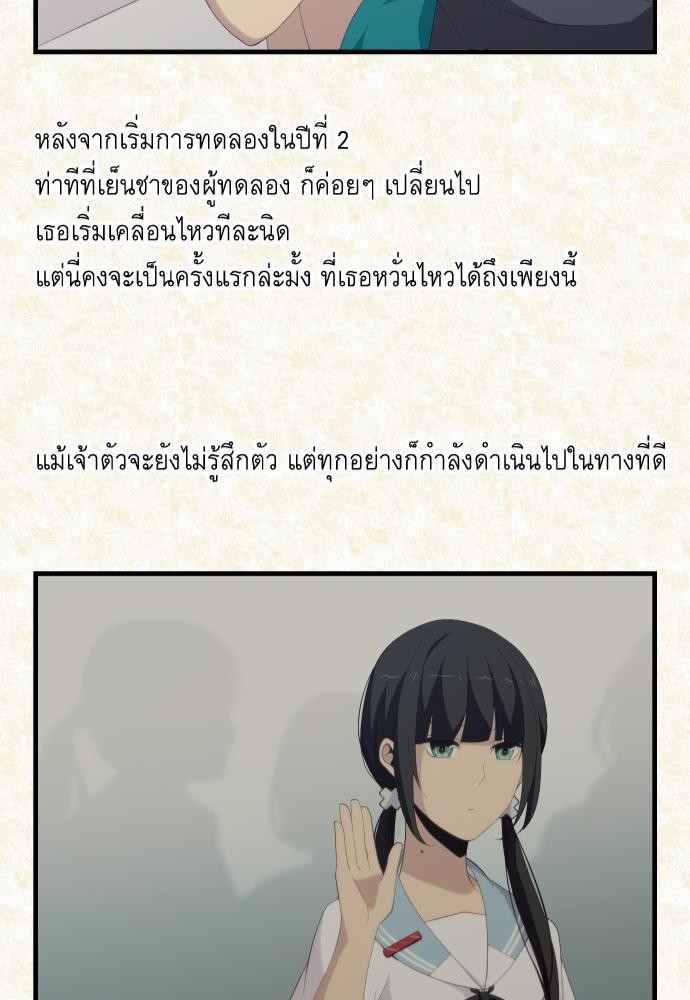 หลังจากเริ่มการทดลองในปีที่ 2
ท่าทีที่เย็นชาของผู้ทดลอง ก็ค่อยๆ เปลี่ยนไป
เธอเริ่มเคลื่อนไหวทีละนิด
แต่นี่คงจะเป็นครั้งแรกล่ะมั้ง ที่เธอหวั่นไหวได้ถึงเพียงนี้
แม้เจ้าตัวจะยังไม่รู้สึกตัว แต่ทุกอย่างก็กำลังดำเนินไปในทางที่ดี